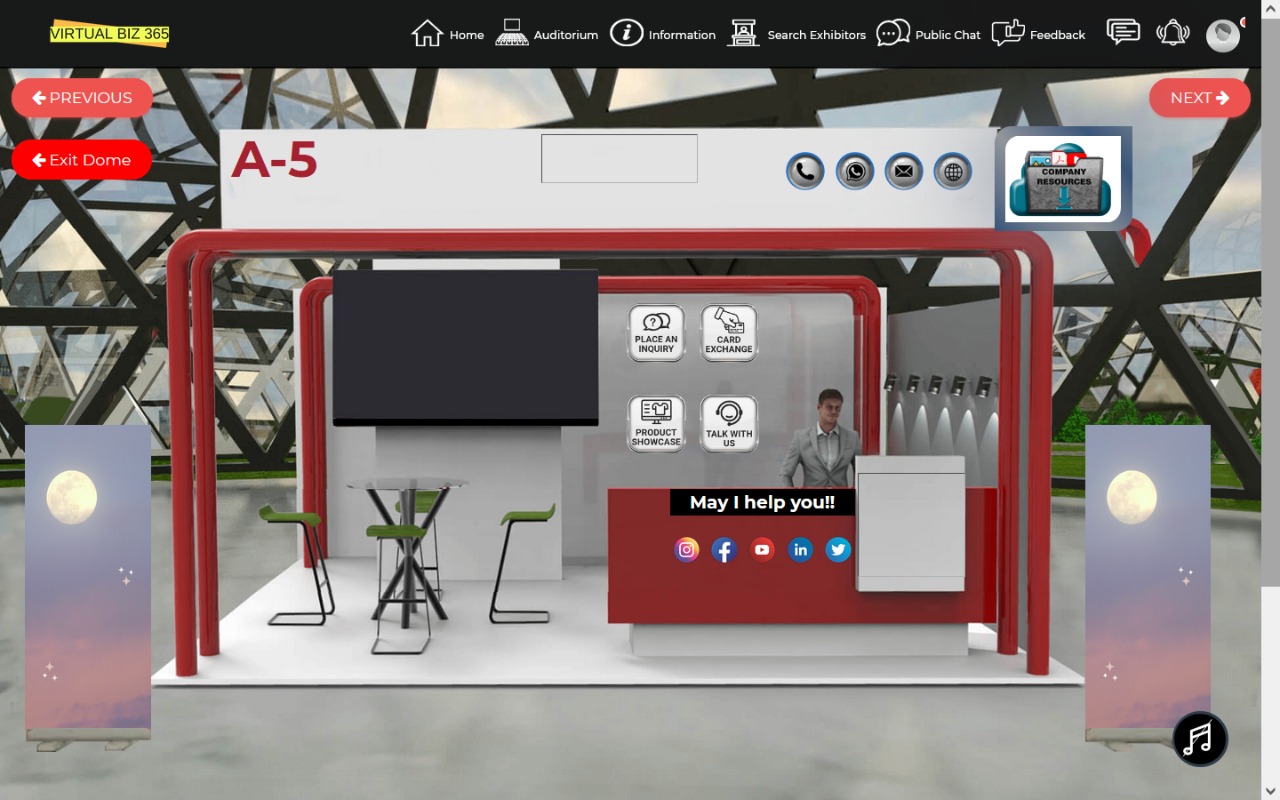 VIRTUAL BIZ 365
Home
Auditorium
Information
Search Exhibitors
Public Chat
Feedback
PREVIOUS
NEXT
Exit Dome
A-5
COMPANY
RESOURCES
PLACE AN
INQUIRY
CARD
EXCHANGE
PRODUCT
SHOWCASE
TALK WITH
US
May I help you!!